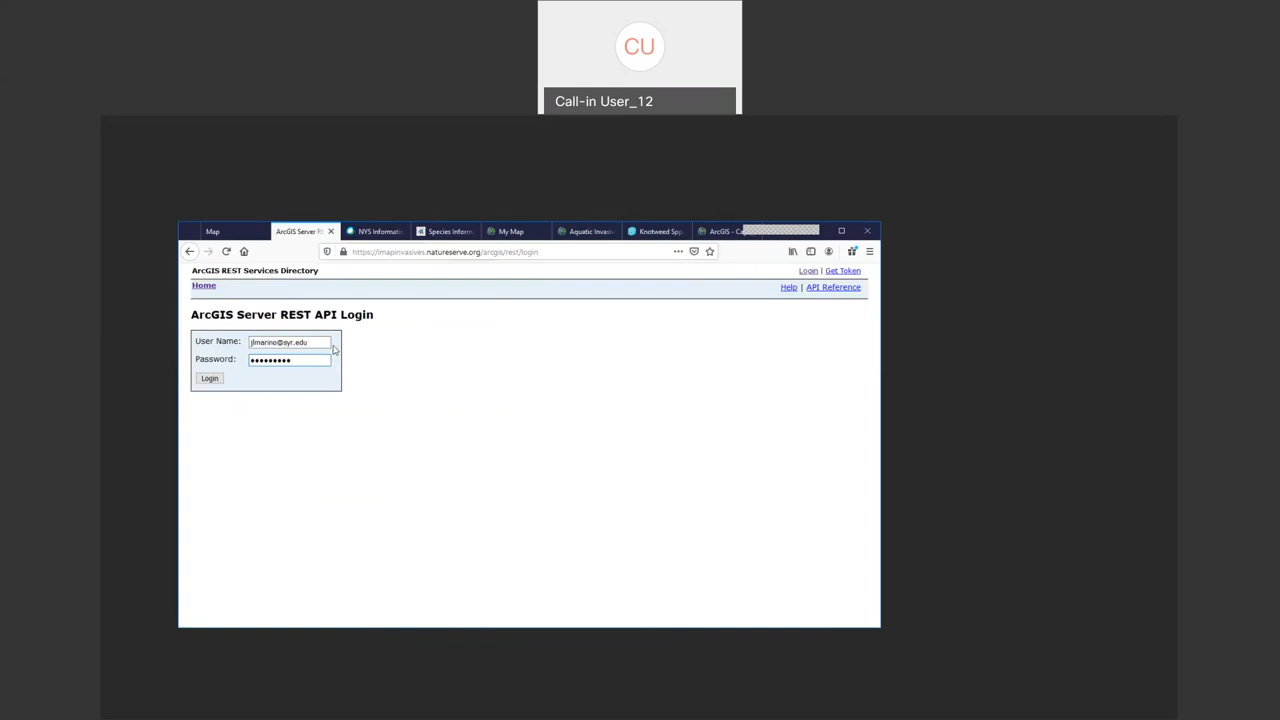 CU
Call-in User_12
Map
ArcGIS Server RE
NYS Informati
Species Inform
My Map
Aquatic Invasi
Knotweed Spp
ArcGIS - Ca
https://imapinvasives.natureserve.org/arcgis/rest/login
ArcGIS REST Services Directory
Login | Get Token
Home
Help | API Reference
ArcGIS Server REST API Login
User Name: jlmarino@syr.edu
Password: •••••••••
Login